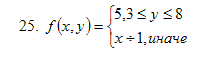 25. f(x,y)= {5,3 ≤ y ≤ 8
x ÷ 1, иначе